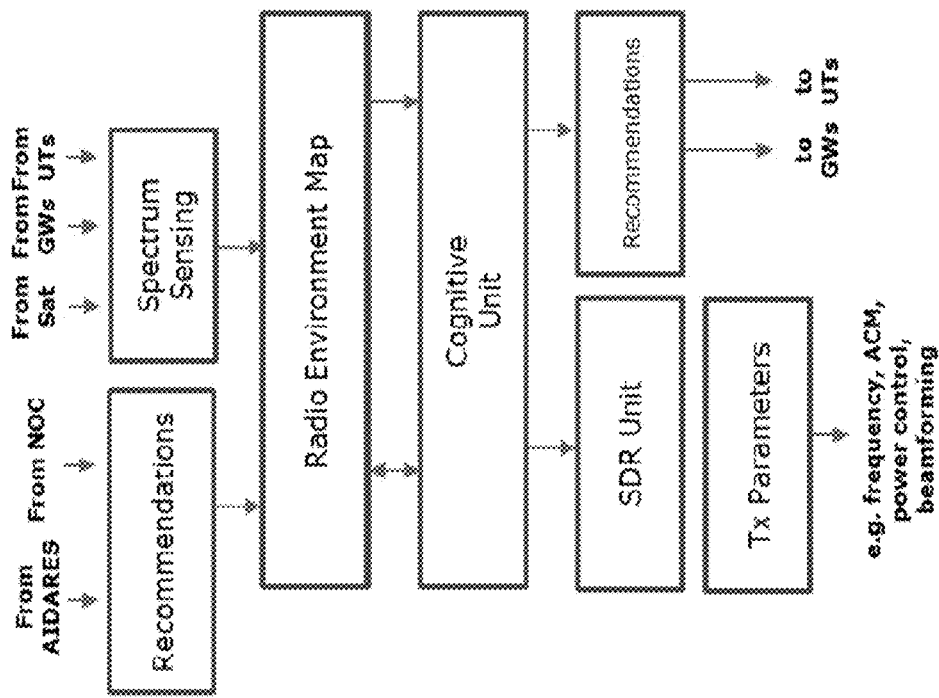 From
AIDARES
From NOC
From
Sat
From
GWs
From
UTs
Recommendations
Spectrum
Sensing
Radio Environment Map
Cognitive
Unit
SDR Unit
Recommendations
Tx Parameters
to
GWs
to
UTs
e.g. frequency, ACM,
power control,
beamforming